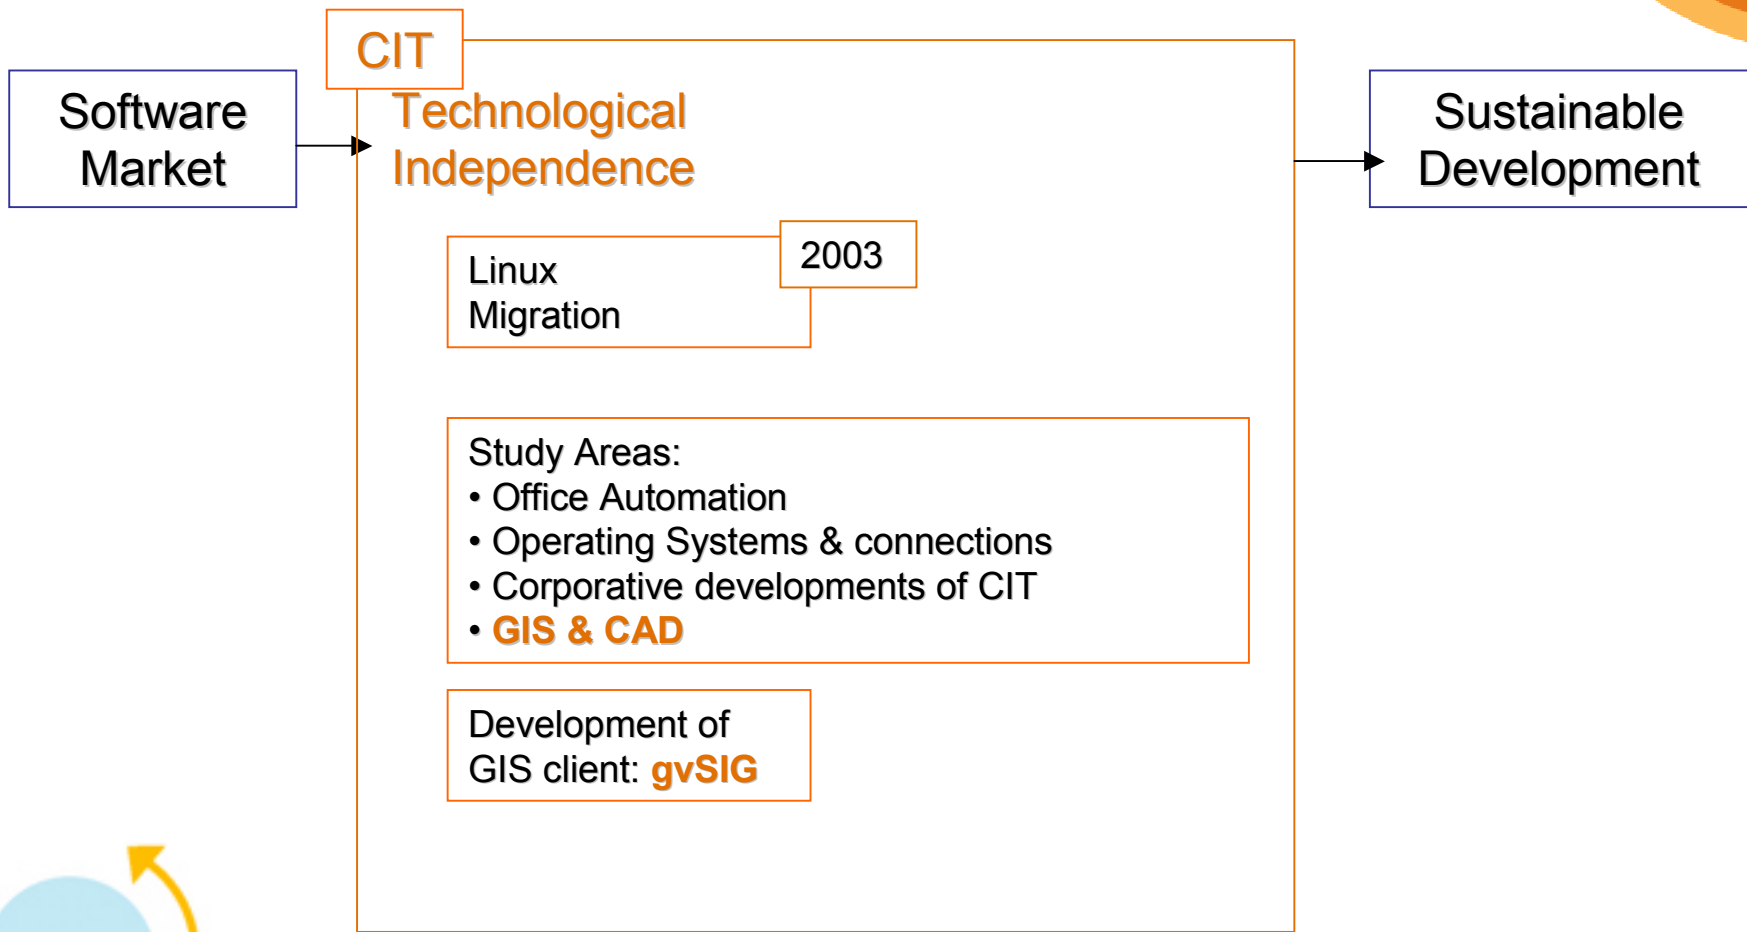 CIT
Software
Market
Technological
Independence
Sustainable
Development
2003
Linux
Migration
Study Areas:
• Office Automation
• Operating Systems & connections
• Corporative developments of CIT
• GIS & CAD
Development of
GIS client: gvSIG